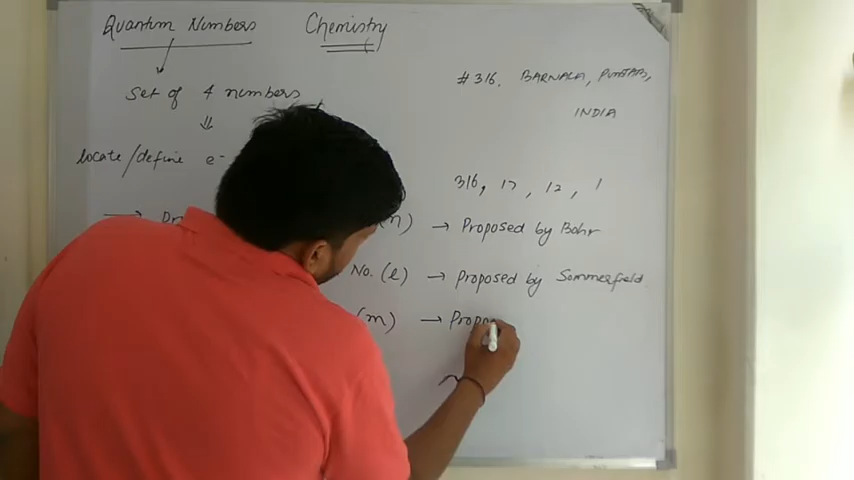 Quantum Numbers Chemistry
Set of 4 numbers
# 316, BARNALA, PUNJAB,
INDIA
locate/define e-
316, 17, 12, 1
(n) → Proposed by Bohr
No. (l) → Proposed by Sommerfield
(m) → Propo